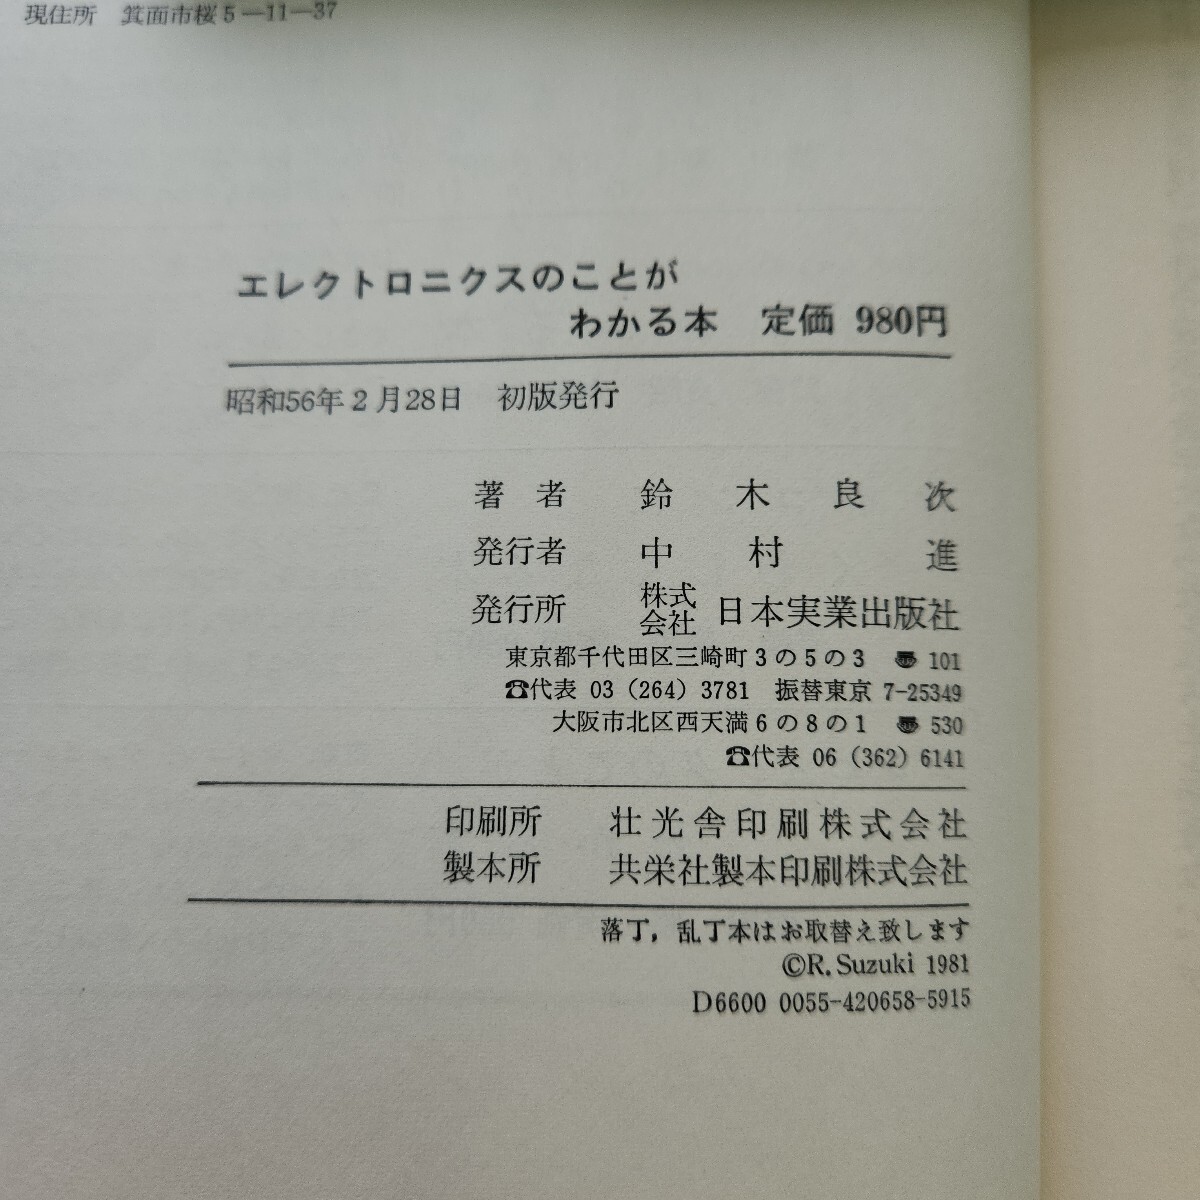 現住所　箕面市桜5―11―37
エレクトロニクスのことが
わかる本　定価 980円
昭和56年2月28日　初版発行
著　者　鈴　木　良　次
発行者　中　村　　進
発行所　株式会社 日本実業出版社
東京都千代田区三崎町3の5の3　〠 101
☎代表 03（264）3781　振替東京 7-25349
大阪市北区西天満6の8の1　〠 530
☎代表 06（362）6141
印刷所　壮光舎印刷株式会社
製本所　共栄社製本印刷株式会社
落丁，乱丁本はお取替え致します
©R. Suzuki 1981
D6600 0055-420658-5915